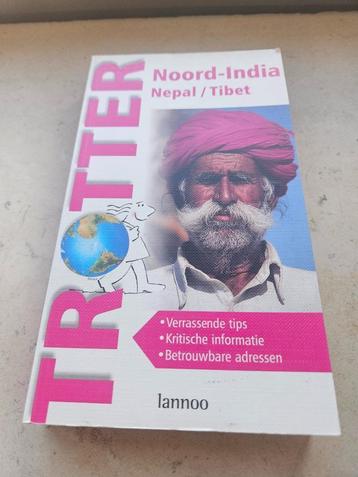 TROTTER
Noord-India
Nepal / Tibet
•Verrassende tips
•Kritische informatie
•Betrouwbare adressen
lannoo